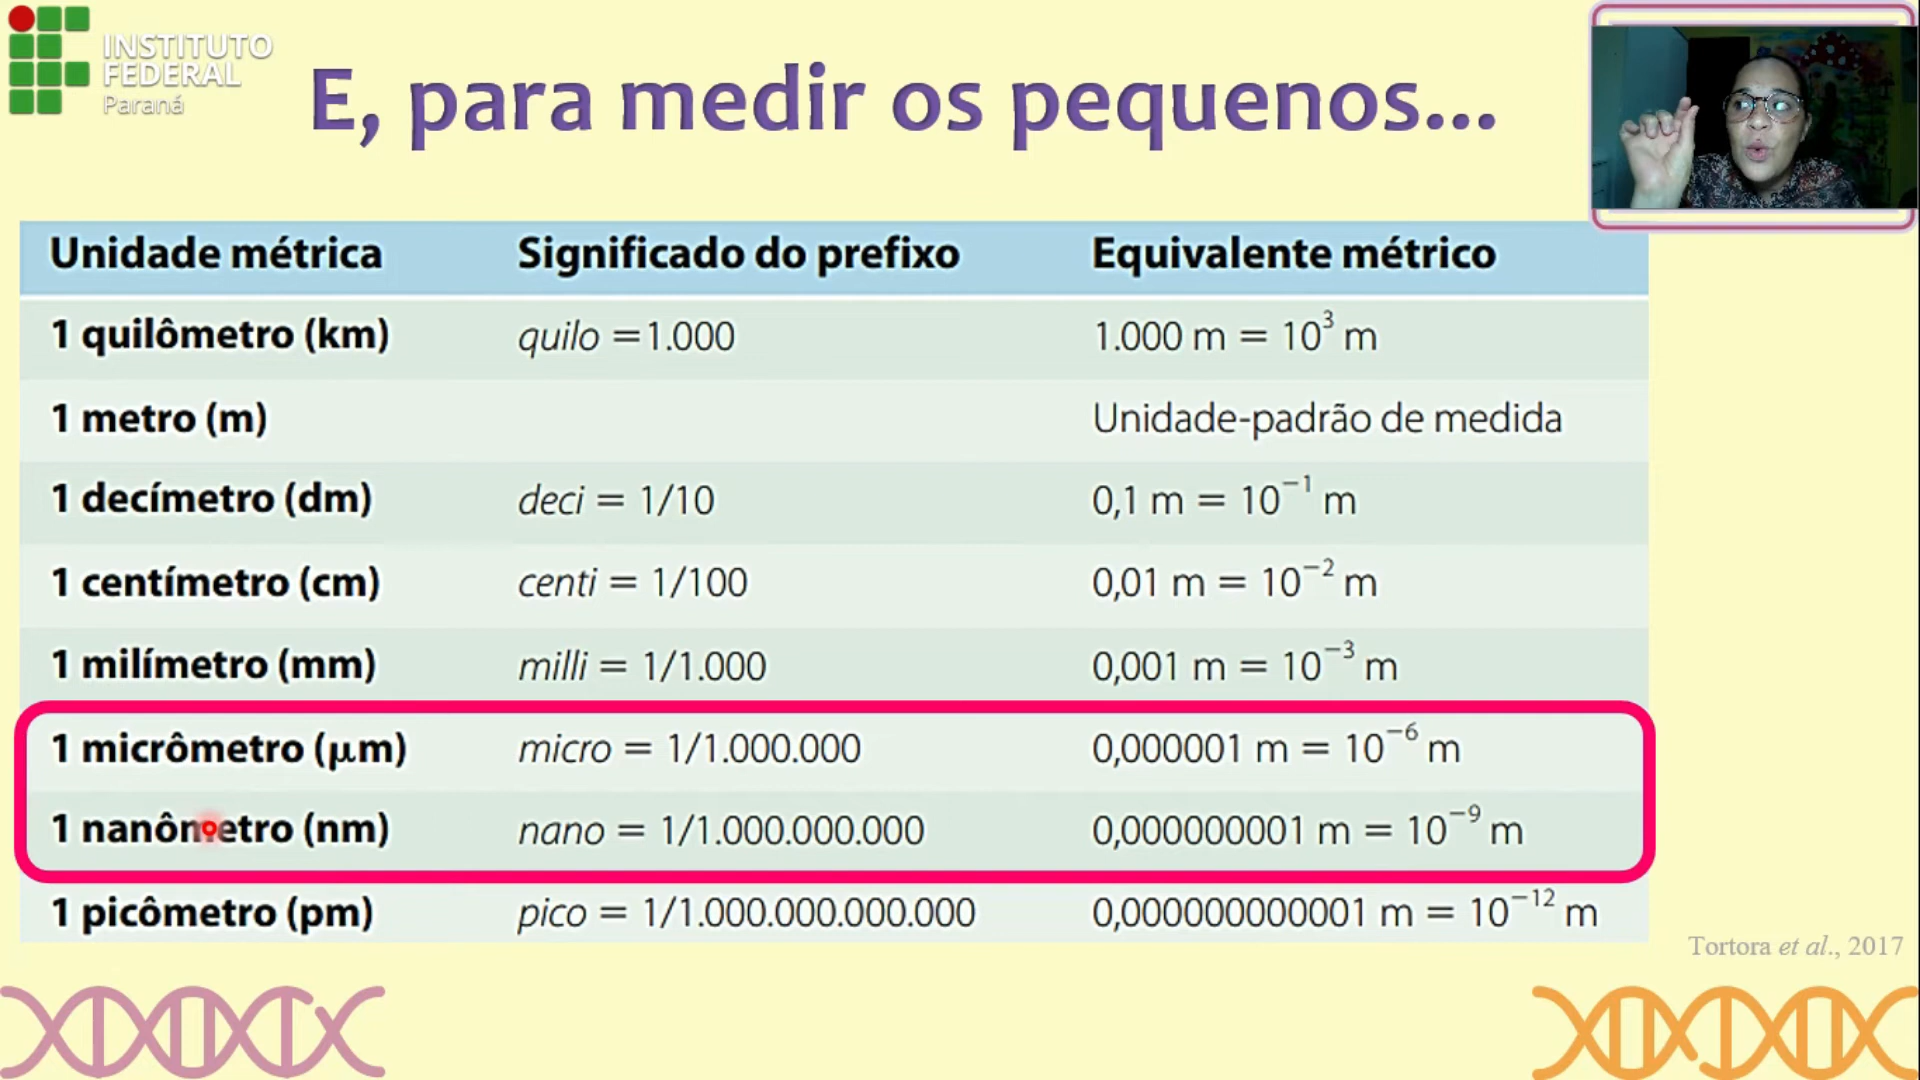 INSTITUTO
FEDERAL
Paraná
E, para medir os pequenos...
Unidade métrica Significado do prefixo Equivalente métrico
1 quilômetro (km) quilo =1.000 1.000 m = 10³ m
1 metro (m) Unidade-padrão de medida
1 decímetro (dm) deci = 1/10 0,1 m = 10⁻¹ m
1 centímetro (cm) centi = 1/100 0,01 m = 10⁻² m
1 milímetro (mm) milli = 1/1.000 0,001 m = 10⁻³ m
1 micrômetro (μm) micro = 1/1.000.000 0,000001 m = 10⁻⁶ m
1 nanômetro (nm) nano = 1/1.000.000.000 0,000000001 m = 10⁻⁹ m
1 picômetro (pm) pico = 1/1.000.000.000.000 0,000000000001 m = 10⁻¹² m
Tortora et al., 2017